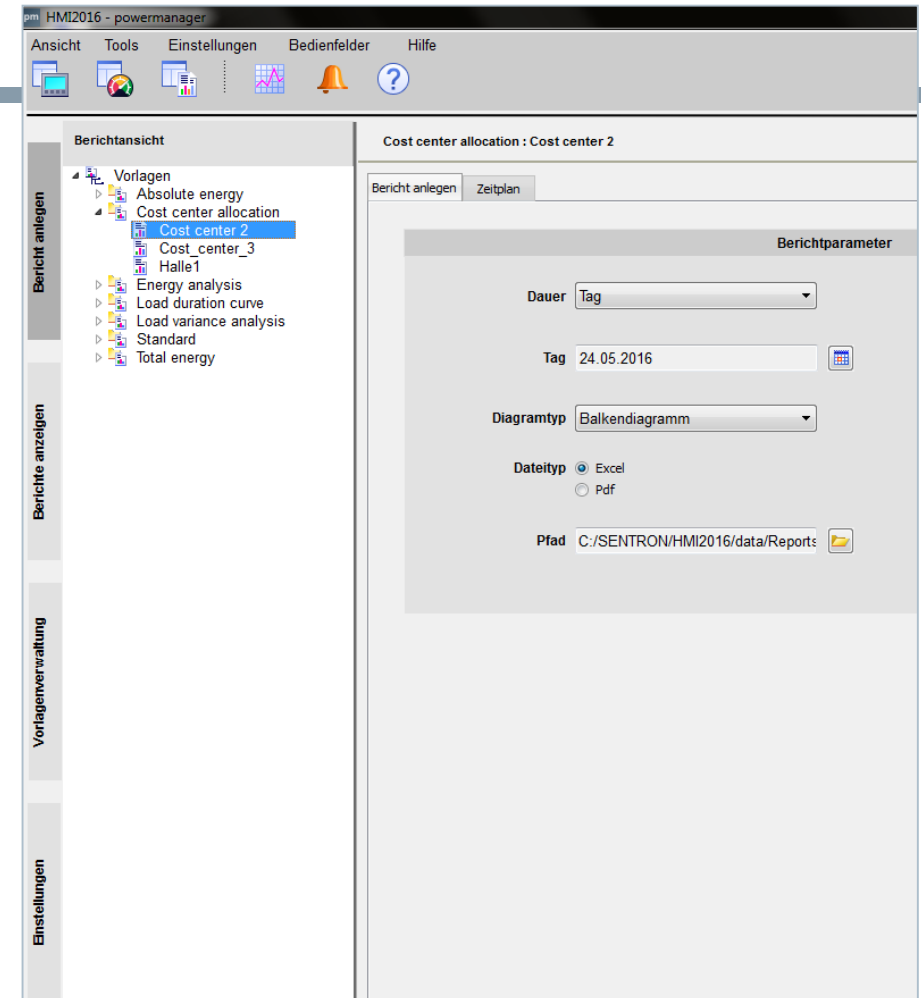 pm HMI2016 - powermanager
Ansicht Tools Einstellungen Bedienfelder Hilfe
?
Bericht anlegen
Berichte anzeigen
Vorlagenverwaltung
Einstellungen
Berichtansicht
Vorlagen
Absolute energy
Cost center allocation
Cost center 2
Cost_center_3
Halle1
Energy analysis
Load duration curve
Load variance analysis
Standard
Total energy
Cost center allocation : Cost center 2
Bericht anlegen Zeitplan
Berichtparameter
Dauer Tag
Tag 24.05.2016
Diagramtyp Balkendiagramm
Dateityp Excel
Pdf
Pfad C:/SENTRON/HMI2016/data/Reports